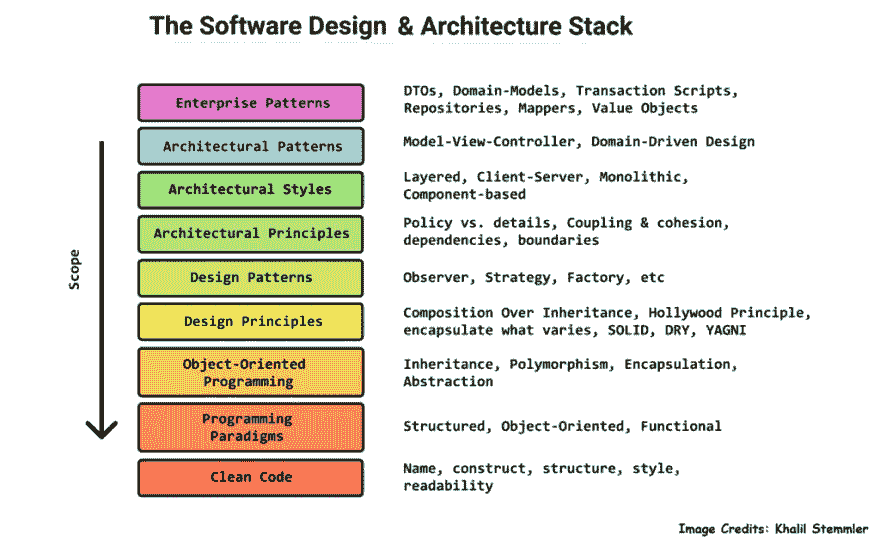 The Software Design & Architecture Stack
Enterprise Patterns
DTOs, Domain-Models, Transaction Scripts,
Repositories, Mappers, Value Objects
Architectural Patterns
Model-View-Controller, Domain-Driven Design
Architectural Styles
Layered, Client-Server, Monolithic,
Component-based
Architectural Principles
Policy vs. details, Coupling & cohesion,
dependencies, boundaries
Scope
Design Patterns
Observer, Strategy, Factory, etc
Design Principles
Composition Over Inheritance, Hollywood Principle,
encapsulate what varies, SOLID, DRY, YAGNI
Object-Oriented
Programming
Inheritance, Polymorphism, Encapsulation,
Abstraction
Programming
Paradigms
Structured, Object-Oriented, Functional
Clean Code
Name, construct, structure, style,
readability
Image Credits: Khalil Stemmler